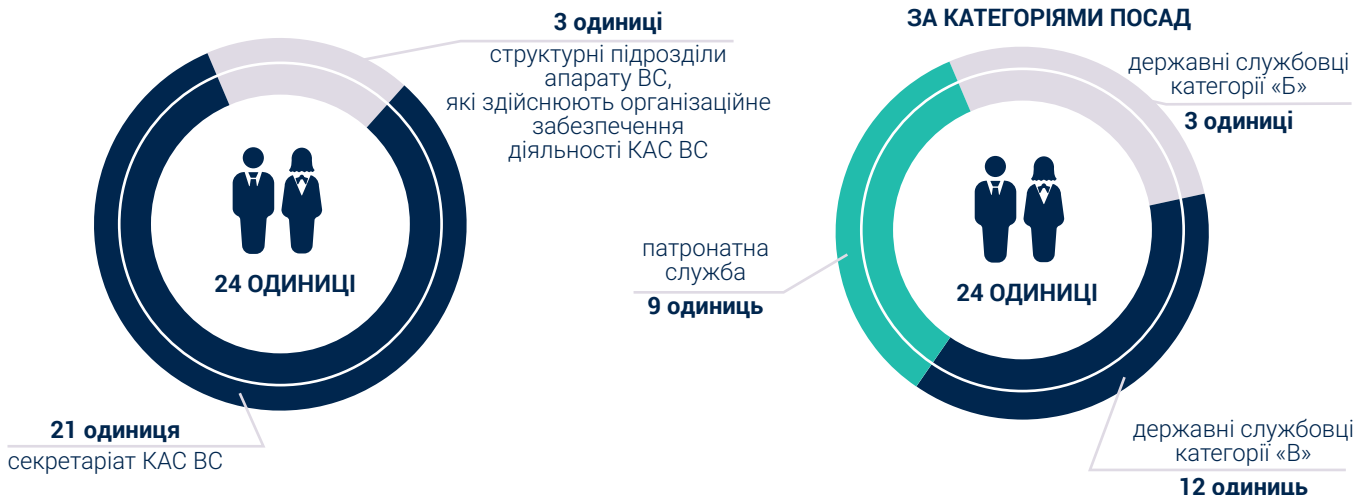 3 одиниці
структурні підрозділи
апарату ВС,
які здійснюють організаційне
забезпечення
діяльності КАС ВС
24 ОДИНИЦІ
21 одиниця
секретаріат КАС ВС
ЗА КАТЕГОРІЯМИ ПОСАД
державні службовці
категорії «Б»
3 одиниці
патронатна
служба
9 одиниць
24 ОДИНИЦІ
державні службовці
категорії «В»
12 одиниць